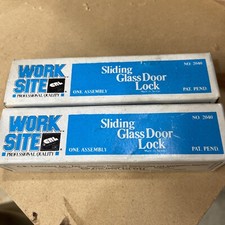 WORK
SITE
PROFESSIONAL QUALITY
Sliding
Glass Door
Lock
ONE ASSEMBLY
NO. 2040
PAT. PEND.
WORK
SITE
PROFESSIONAL QUALITY
Sliding
Glass Door
Lock
ONE ASSEMBLY
NO. 2040
PAT. PEND.